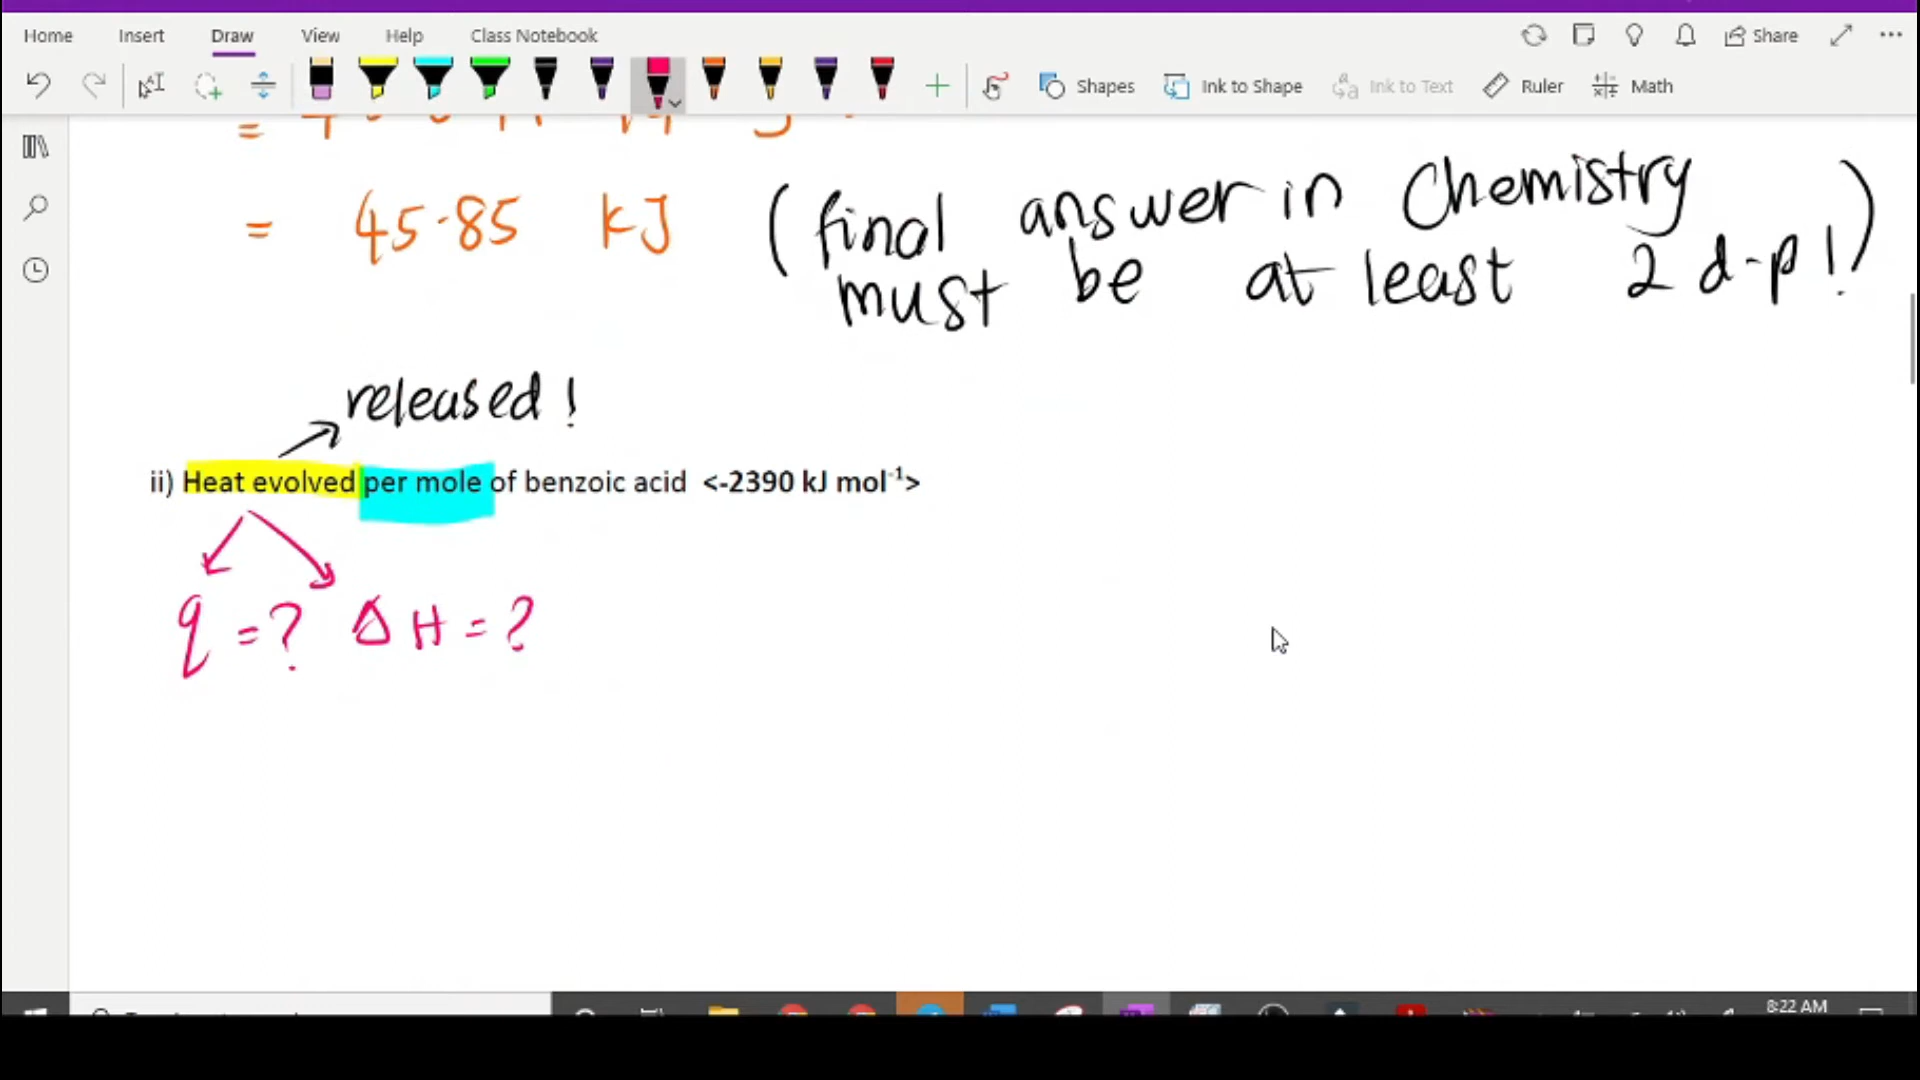 Home Insert Draw View Help Class Notebook Share
Shapes Ink to Shape Ink to Text Ruler Math
= 45.85 kJ (final answer in Chemistry
must be at least 2 d.p!)
released!
ii) Heat evolved per mole of benzoic acid <-2390 kJ mol⁻¹>
q = ? Δ H = ?
8:22 AM